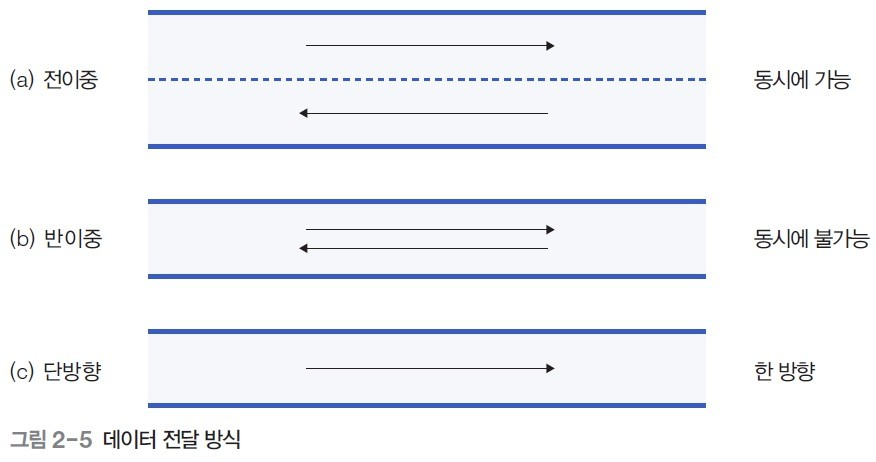 (a) 전이중 동시에 가능
(b) 반이중 동시에 불가능
(c) 단방향 한 방향
그림 2-5 데이터 전달 방식